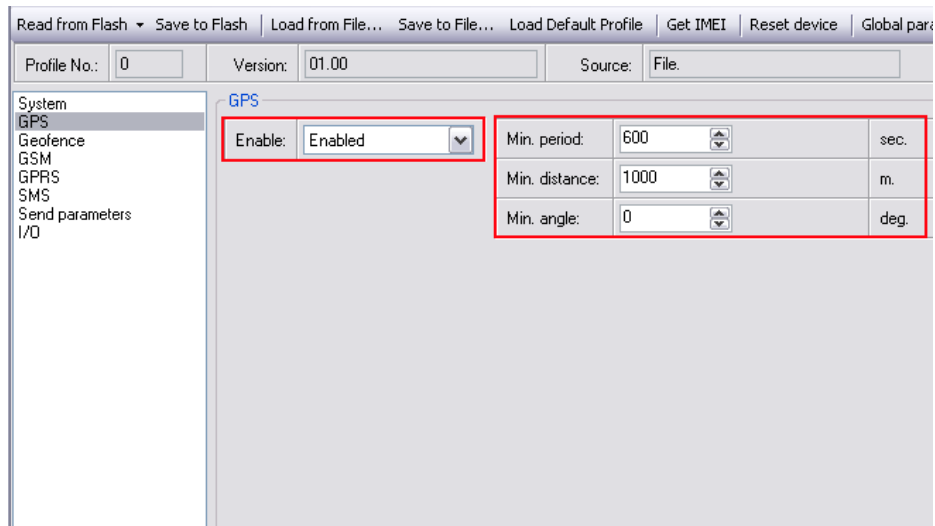 Read from Flash Save to Flash Load from File... Save to File... Load Default Profile Get IMEI Reset device Global para
Profile No.: 0 Version: 01.00 Source: File.
System
GPS
Geofence
GSM
GPRS
SMS
Send parameters
I/O
GPS
Enable: Enabled Min. period: 600 sec.
Min. distance: 1000 m.
Min. angle: 0 deg.